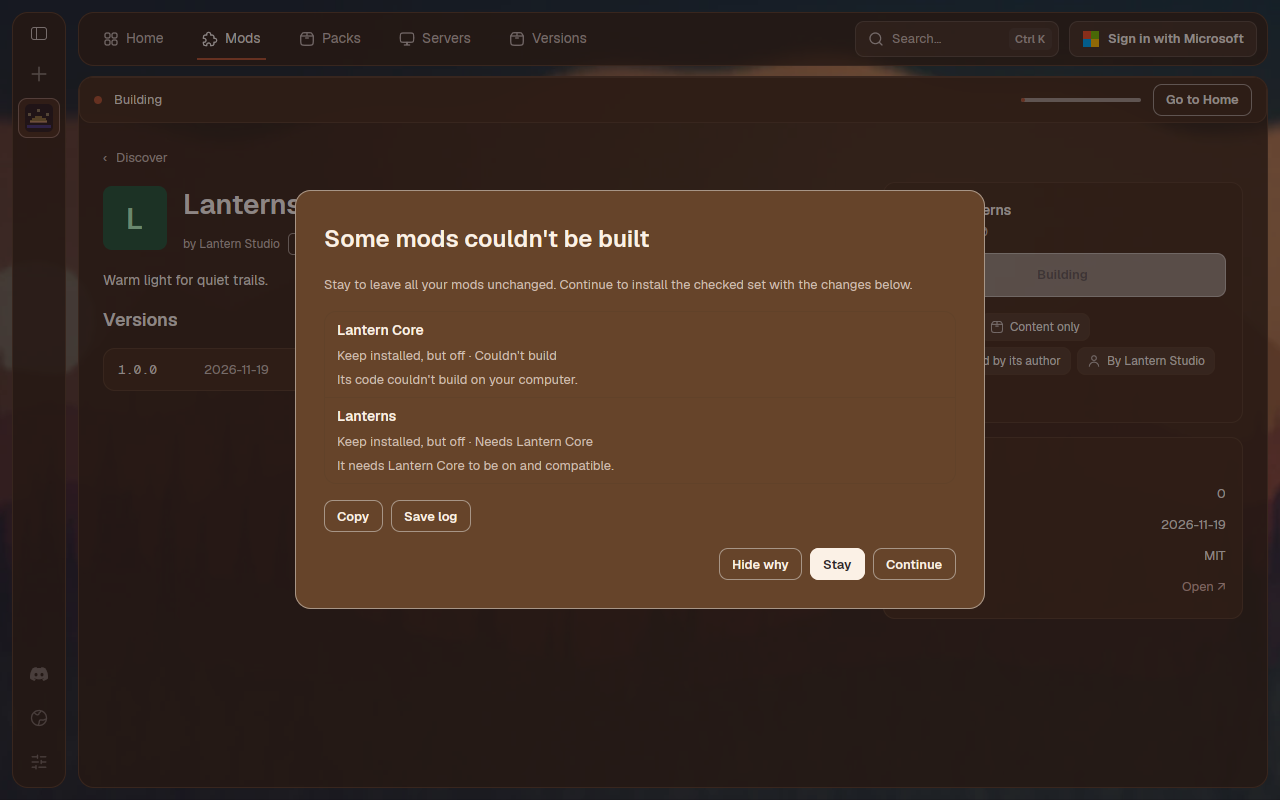 Home
Mods
Packs
Servers
Versions
Search...
Ctrl K
Sign in with Microsoft
Building
Go to Home
‹ Discover
L
Lanterns
by Lantern Studio
Warm light for quiet trails.
Versions
1.0.0
2026-11-19
Some mods couldn't be built
Stay to leave all your mods unchanged. Continue to install the checked set with the changes below.
Lantern Core
Keep installed, but off · Couldn't build
Its code couldn't build on your computer.
Lanterns
Keep installed, but off · Needs Lantern Core
It needs Lantern Core to be on and compatible.
Copy
Save log
Hide why
Stay
Continue
Building
Content only
by its author
By Lantern Studio
0
2026-11-19
MIT
Open ↗